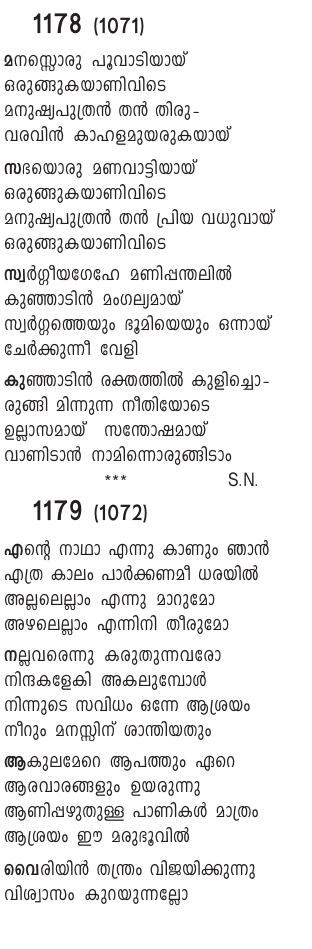 1178 (1071)
മനസ്സൊരു പൂവാടിയായ്
ഒരുങ്ങുകയാണിവിടെ
മനുഷ്യപുത്രൻ തൻ തിരു-
വരവിൻ കാഹളമുയരുകയായ്
സഭയൊരു മണവാട്ടിയായ്
ഒരുങ്ങുകയാണിവിടെ
മനുഷ്യപുത്രൻ തൻ പ്രിയ വധുവായ്
ഒരുങ്ങുകയാണിവിടെ
സ്വർഗ്ഗീയഗേഹേ മണിപ്പന്തലിൽ
കുഞ്ഞാടിൻ മംഗല്യമായ്
സ്വർഗ്ഗത്തെയും ഭൂമിയെയും ഒന്നായ്
ചേർക്കുന്നീ വേളി
കുഞ്ഞാടിൻ രക്തത്തിൽ കുളിച്ചൊ-
രുങ്ങി മിന്നുന്ന നീതിയോടെ
ഉല്ലാസമായ് സന്തോഷമായ്
വാണിടാൻ നാമിന്നൊരുങ്ങിടാം
*** S.N.
1179 (1072)
എന്റെ നാഥാ എന്നു കാണും ഞാൻ
എത്ര കാലം പാർക്കണമീ ധരയിൽ
അല്ലലെല്ലാം എന്നു മാറുമോ
അഴലെല്ലാം എന്നിനി തീരുമോ
നല്ലവരെന്നു കരുതുന്നവരോ
നിന്ദകളേകി അകലുമ്പോൾ
നിന്നുടെ സവിധം ഒന്നേ ആശ്രയം
നീറും മനസ്സിന് ശാന്തിയതും
ആകുലമേറെ ആപത്തും ഏറെ
ആരവാരങ്ങളും ഉയരുന്നു
ആണിപ്പഴുതുള്ള പാണികൾ മാത്രം
ആശ്രയം ഈ മരുഭൂവിൽ
വൈരിയിൻ തന്ത്രം വിജയിക്കുന്നു
വിശ്വാസം കുറയുന്നല്ലോ